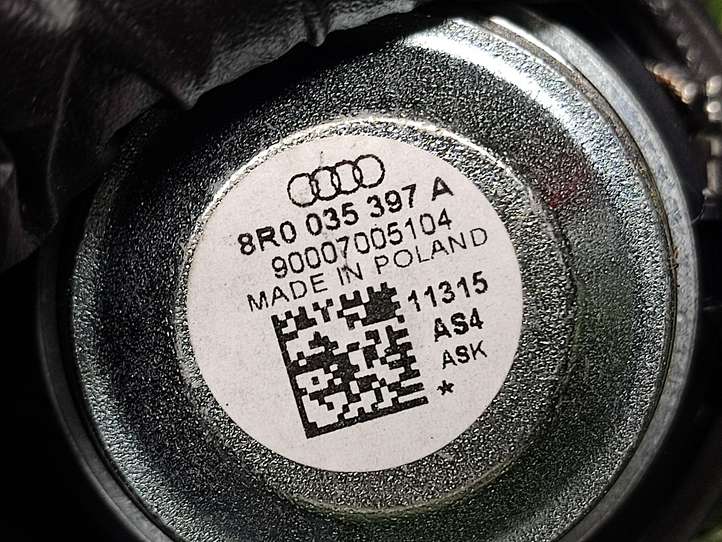 8R0 035 397 A
90007005104
MADE IN POLAND
11315
AS4
ASK
*